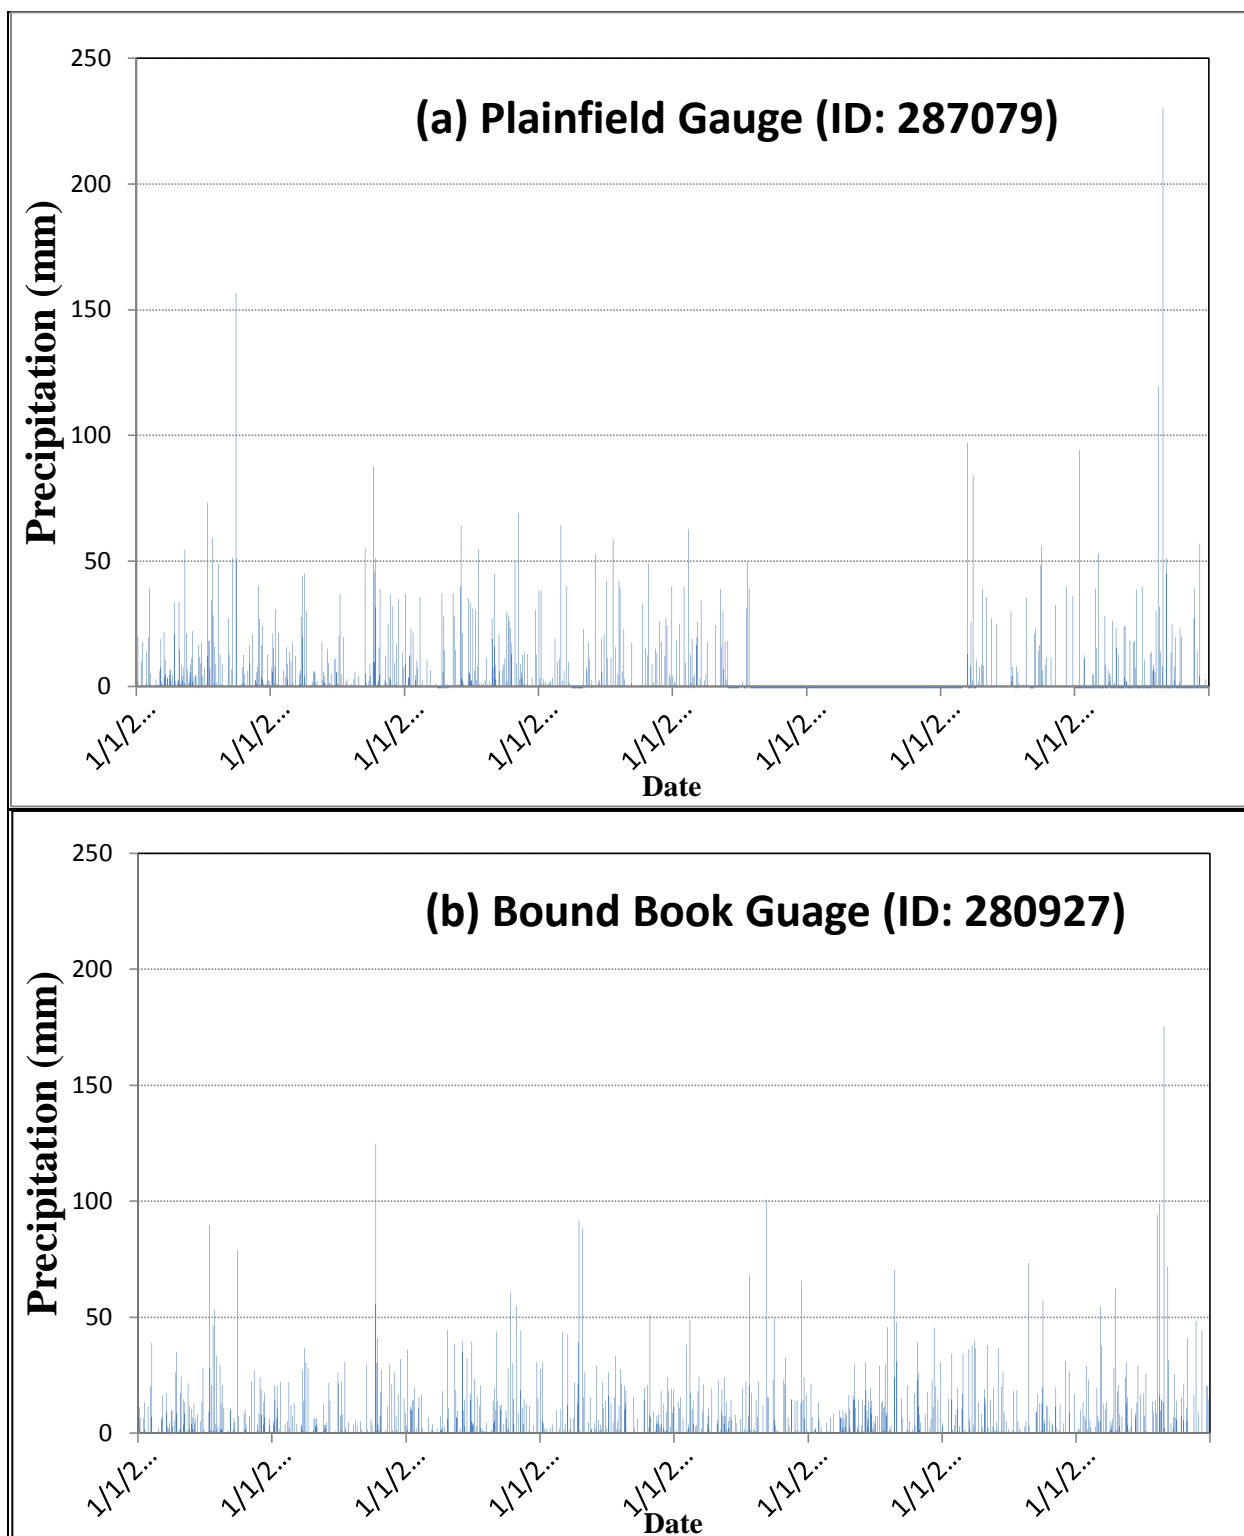 (a) Plainfield Gauge (ID: 287079)
Precipitation (mm)
250
200
150
100
50
0
1/1/2... 1/1/2... 1/1/2... 1/1/2... 1/1/2... 1/1/2... 1/1/2... 1/1/2...
Date
(b) Bound Book Guage (ID: 280927)
Precipitation (mm)
250
200
150
100
50
0
1/1/2... 1/1/2... 1/1/2... 1/1/2... 1/1/2... 1/1/2... 1/1/2... 1/1/2...
Date